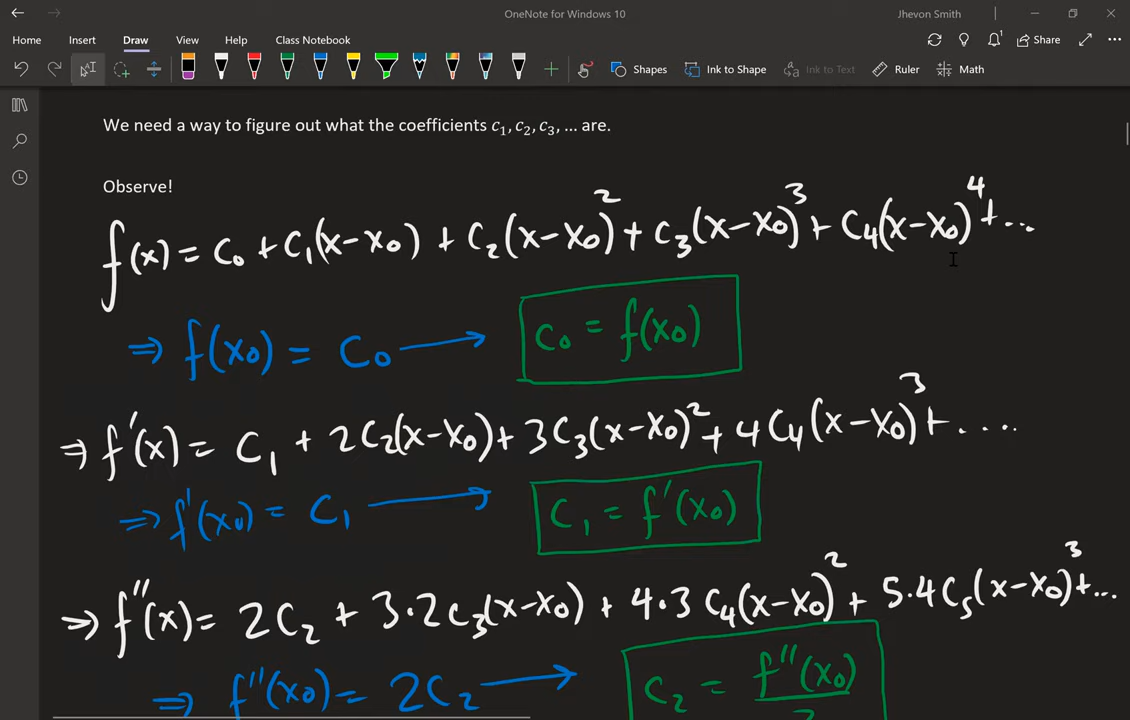 OneNote for Windows 10
Jhevon Smith
Home Insert Draw View Help Class Notebook
Share
Shapes Ink to Shape Ink to Text Ruler Math
We need a way to figure out what the coefficients c₁, c₂, c₃, … are.
Observe!
f(x) = c₀ + c₁(x-x₀) + c₂(x-x₀)² + c₃(x-x₀)³ + c₄(x-x₀)⁴ + ...
⇒ f(x₀) = c₀ → c₀ = f(x₀)
⇒ f'(x) = c₁ + 2c₂(x-x₀) + 3c₃(x-x₀)² + 4c₄(x-x₀)³ + ....
⇒ f'(x₀) = c₁ → c₁ = f'(x₀)
⇒ f''(x) = 2c₂ + 3·2c₃(x-x₀) + 4·3c₄(x-x₀)² + 5·4c₅(x-x₀)³ + ...
⇒ f''(x₀) = 2c₂ → c₂ = f''(x₀)/2